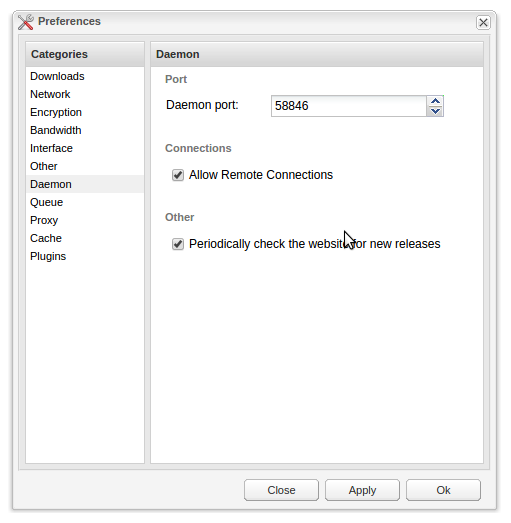 Preferences
Categories
Downloads
Network
Encryption
Bandwidth
Interface
Other
Daemon
Queue
Proxy
Cache
Plugins
Daemon
Port
Daemon port: 58846
Connections
Allow Remote Connections
Other
Periodically check the website for new releases
Close Apply Ok